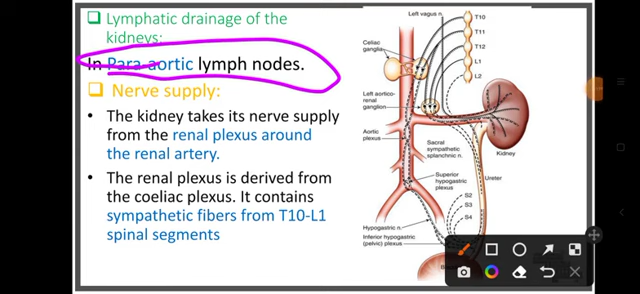 Lymphatic drainage of the
kidneys:
In Para-aortic lymph nodes.
Nerve supply:
• The kidney takes its nerve supply
from the renal plexus around
the renal artery.
• The renal plexus is derived from
the coeliac plexus. It contains
sympathetic fibers from T10-L1
spinal segments
Left vagus n.
T10
T11
T12
L1
L2
Celiac
ganglia
Left aortico-
renal
ganglion
Aortic
plexus
Sacral
sympathetic
splanchnic n.
Kidney
Superior
hypogastric
plexus
Ureter
S2
S3
S4
Hypogastric n.
Inferior hypogastric
(pelvic) plexus